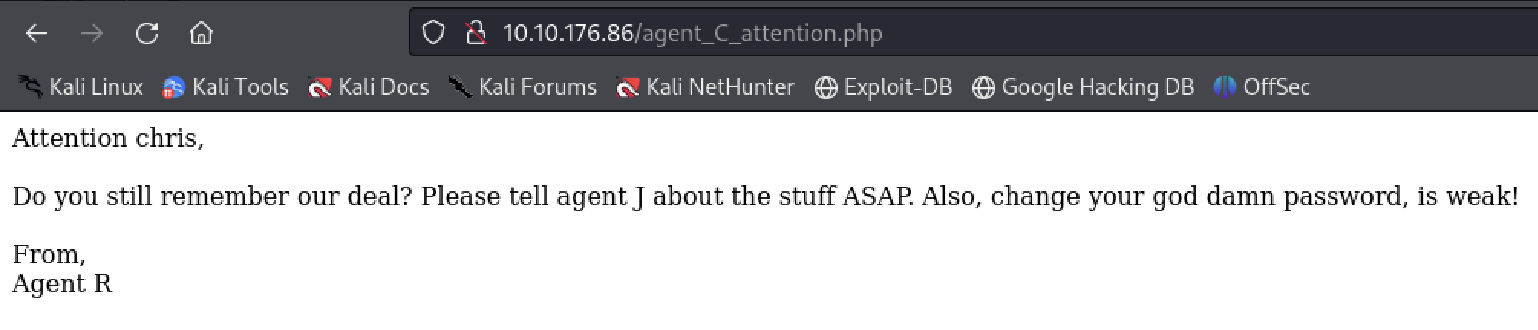 10.10.176.86/agent_C_attention.php
Kali Linux Kali Tools Kali Docs Kali Forums Kali NetHunter Exploit-DB Google Hacking DB OffSec
Attention chris,
Do you still remember our deal? Please tell agent J about the stuff ASAP. Also, change your god damn password, is weak!
From,
Agent R